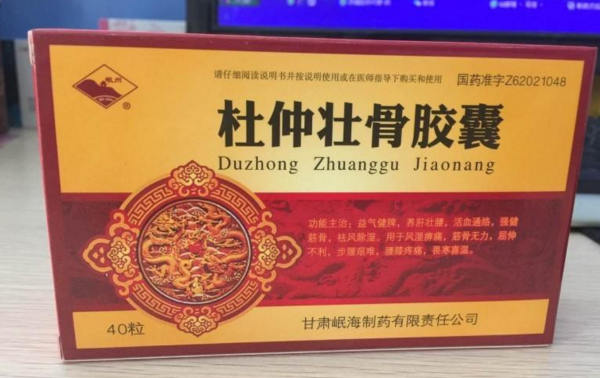 请仔细阅读说明书并按说明使用或在医师指导下购买和使用
国药准字Z62021048
岷州
®
杜仲壮骨胶囊
Duzhong Zhuanggu Jiaonang
功能主治：益气健脾，养肝壮腰，活血通络，强健
筋骨，祛风除湿。用于风湿痹痛，筋骨无力，屈伸
不利，步履艰难，腰膝疼痛，畏寒喜温。
40粒
甘肃岷海制药有限责任公司